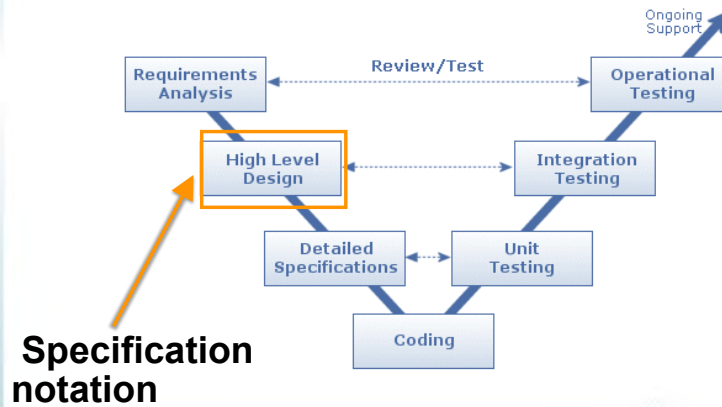 Ongoing
Support
Review/Test
Requirements
Analysis
Operational
Testing
High Level
Design
Integration
Testing
Detailed
Specifications
Unit
Testing
Coding
Specification
notation